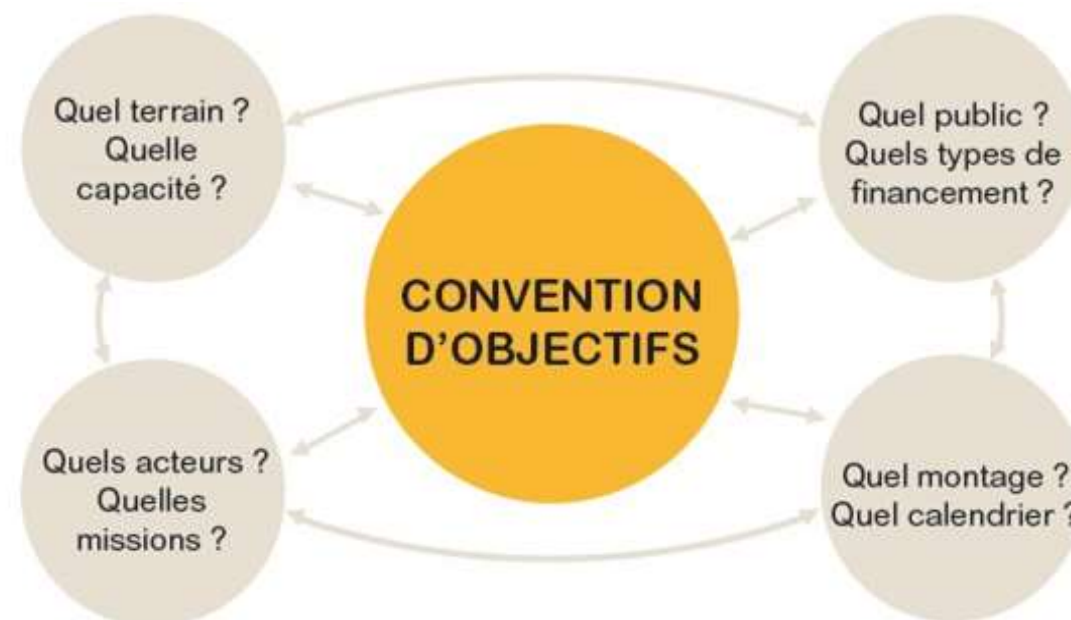 Quel terrain ?
Quelle
capacité ?
Quel public ?
Quels types de
financement ?
CONVENTION
D'OBJECTIFS
Quels acteurs ?
Quelles
missions ?
Quel montage ?
Quel calendrier ?